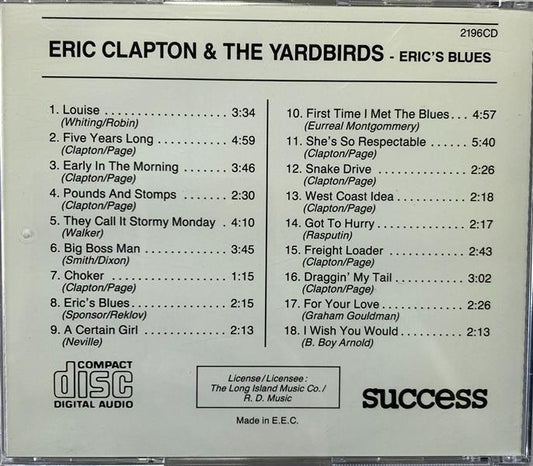 2196CD
ERIC CLAPTON & THE YARDBIRDS - ERIC'S BLUES
1. Louise .................. 3:34
(Whiting/Robin)
2. Five Years Long ........... 4:59
(Clapton/Page)
3. Early In The Morning ....... 3:46
(Clapton/Page)
4. Pounds And Stomps ....... 2:30
(Clapton/Page)
5. They Call It Stormy Monday . 4:10
(Walker)
6. Big Boss Man ............. 3:45
(Smith/Dixon)
7. Choker .................. 1:15
(Clapton/Page)
8. Eric's Blues ............... 2:15
(Sponsor/Reklov)
9. A Certain Girl ............. 2:13
(Neville)
10. First Time I Met The Blues ... 4:57
(Eurreal Montgommery)
11. She's So Respectable ...... 5:40
(Clapton/Page)
12. Snake Drive .............. 2:26
(Clapton/Page)
13. West Coast Idea .......... 2:18
(Clapton/Page)
14. Got To Hurry ............. 2:17
(Rasputin)
15. Freight Loader ............ 2:43
(Clapton/Page)
16. Draggin' My Tail ........... 3:02
(Clapton/Page)
17. For Your Love ............ 2:26
(Graham Gouldman)
18. I Wish You Would .......... 2:13
(B. Boy Arnold)
COMPACT
disc
DIGITAL AUDIO
License/Licensee:
The Long Island Music Co./
R. D. Music
Made in E.E.C.
success